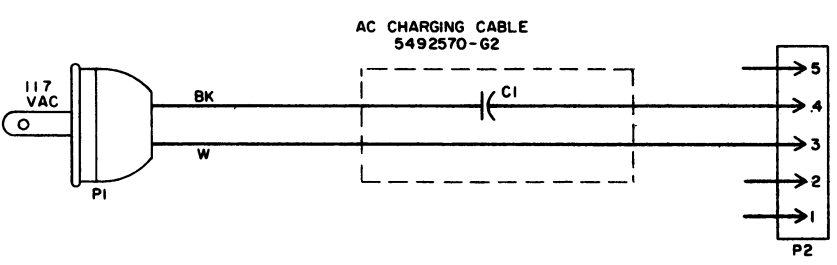 AC CHARGING CABLE
5492570-G2
117
VAC
BK
C1
W
P1
5
4
3
2
1
P2